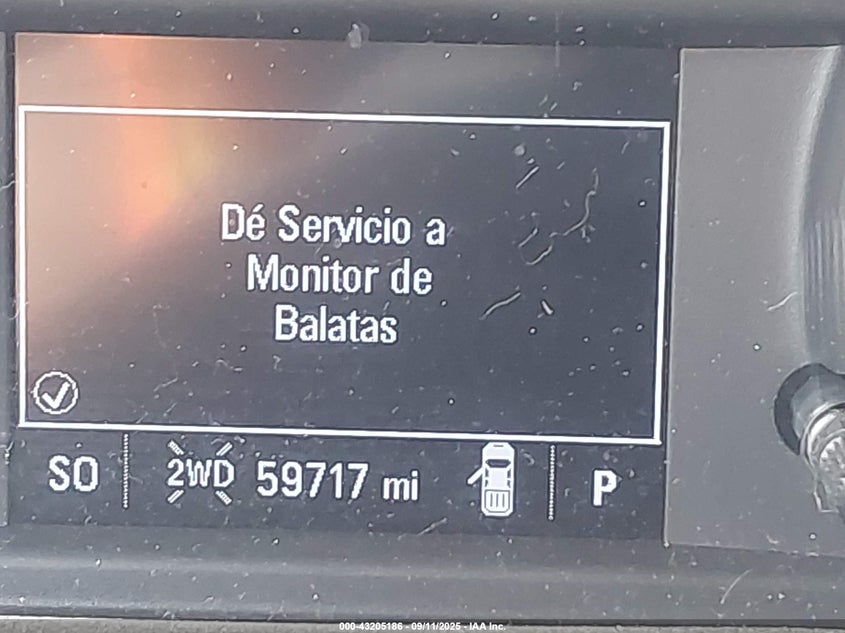 Dé Servicio a
Monitor de
Balatas
SO 2WD 59717 mi P
000-43205186 - 09/11/2025 - IAA Inc.